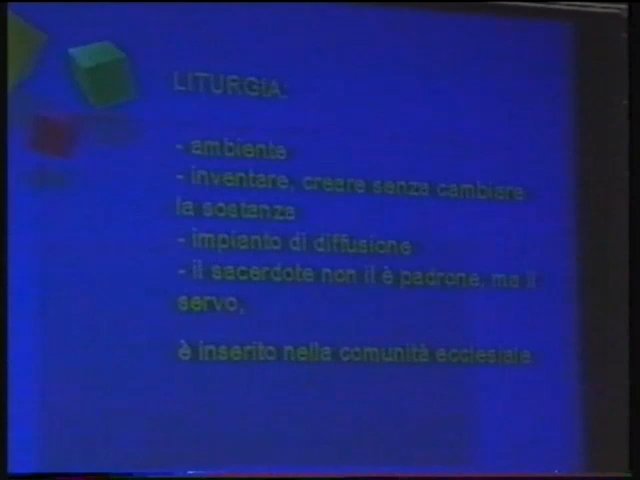 LITURGIA:
- ambiente
- inventare, creare senza cambiare
la sostanza
- impianto di diffusione
- il sacerdote non il è padrone, ma il
servo,
è inserito nella comunità ecclesiale